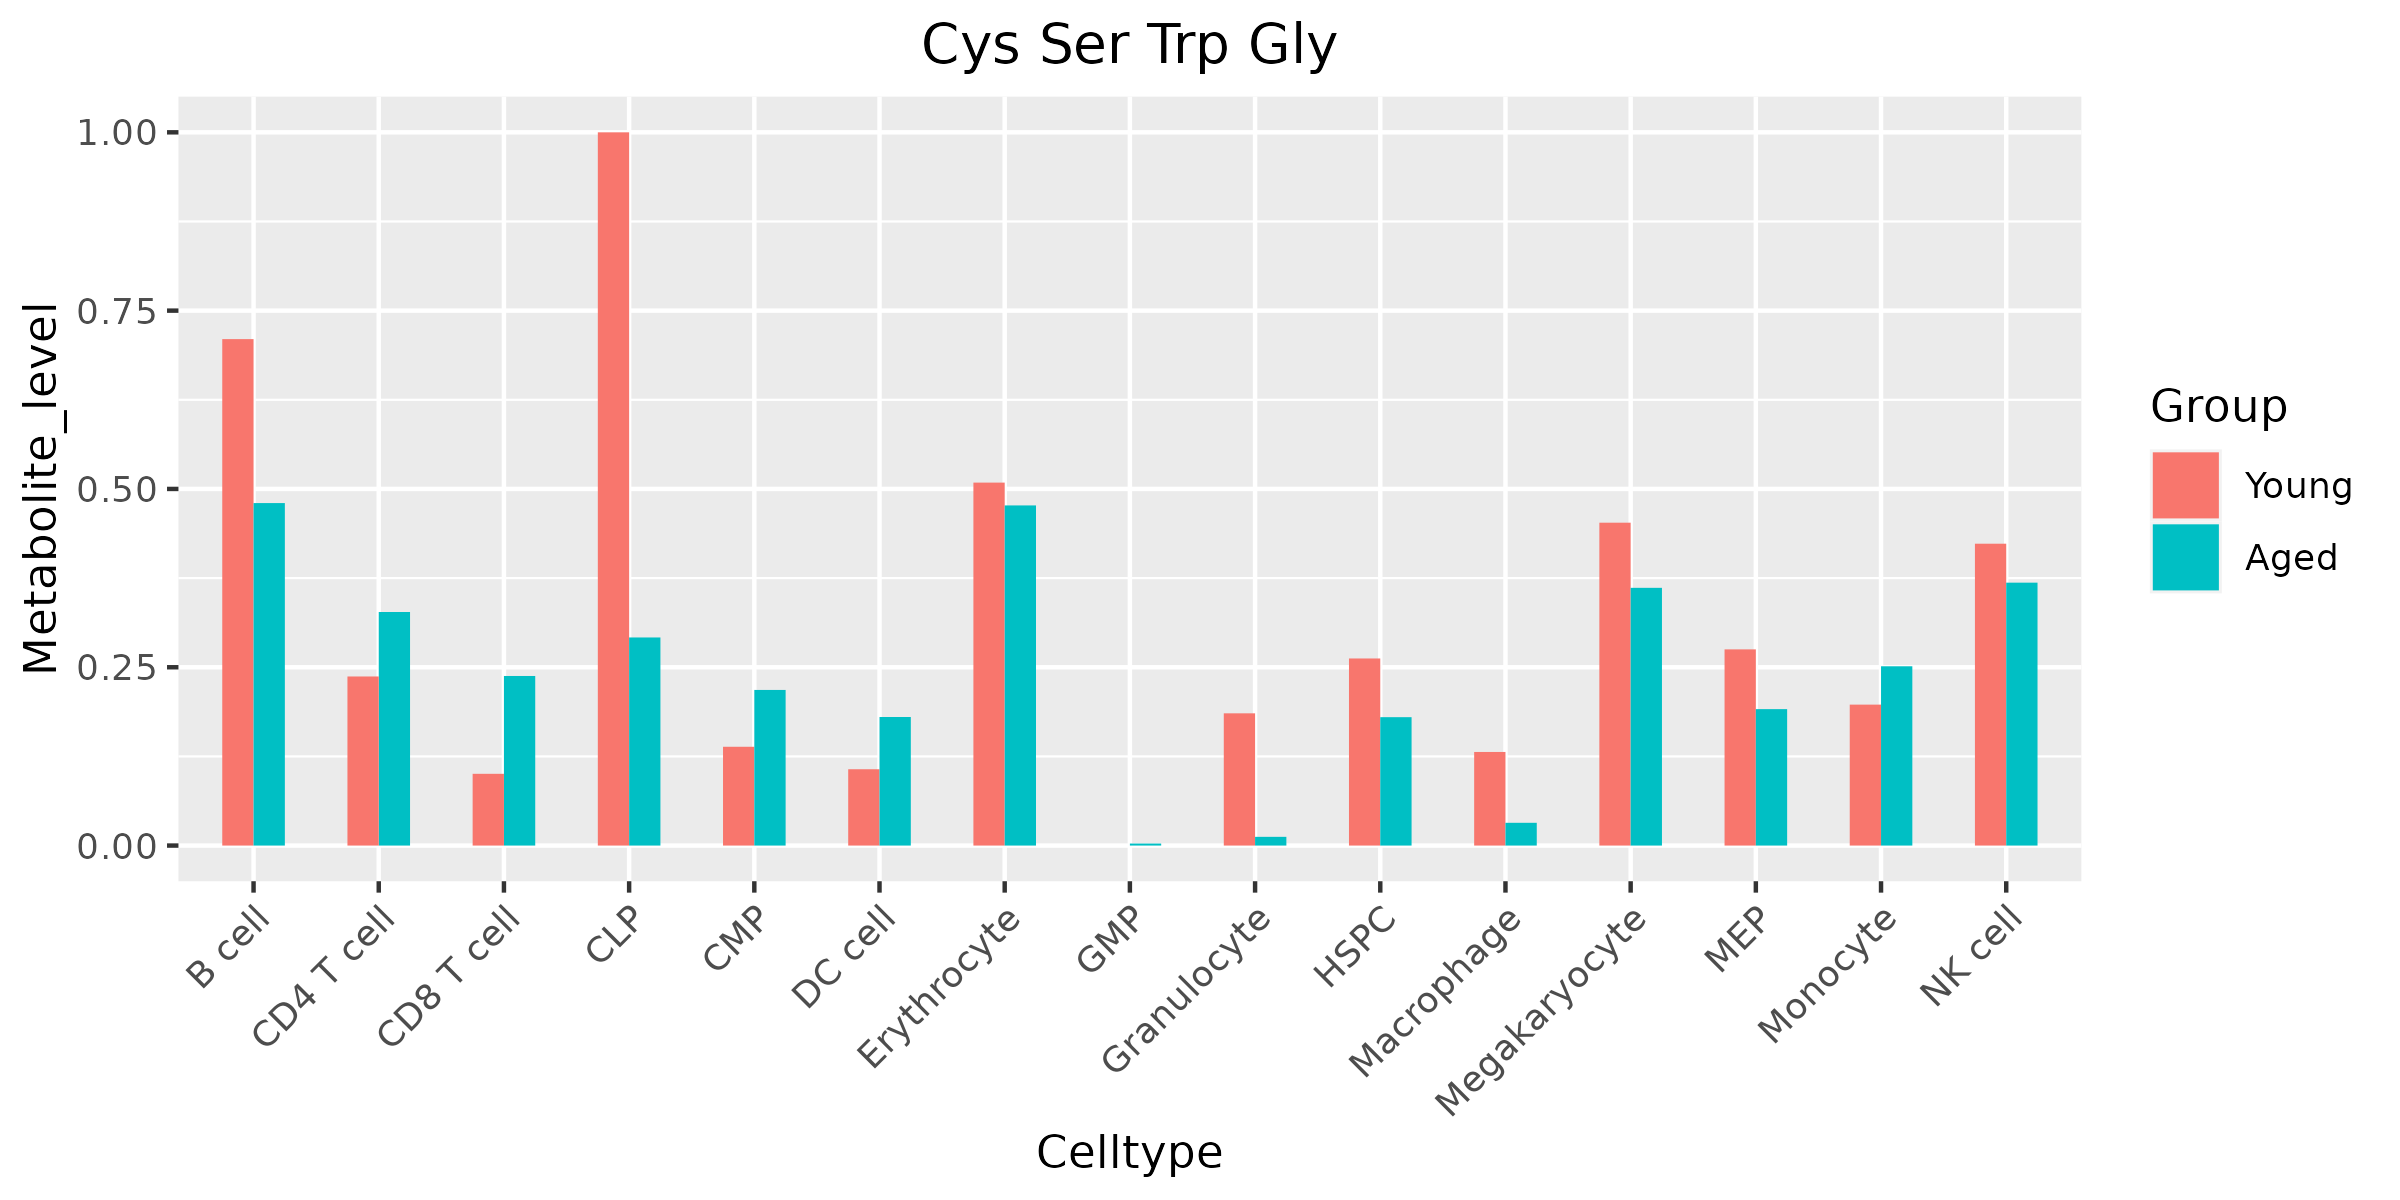 Cys Ser Trp Gly
Metabolite_level
1.00
0.75
0.50
0.25
0.00
B cell
CD4 T cell
CD8 T cell
CLP
CMP
DC cell
Erythrocyte
GMP
Granulocyte
HSPC
Macrophage
Megakaryocyte
MEP
Monocyte
NK cell
Celltype
Group
Young
Aged